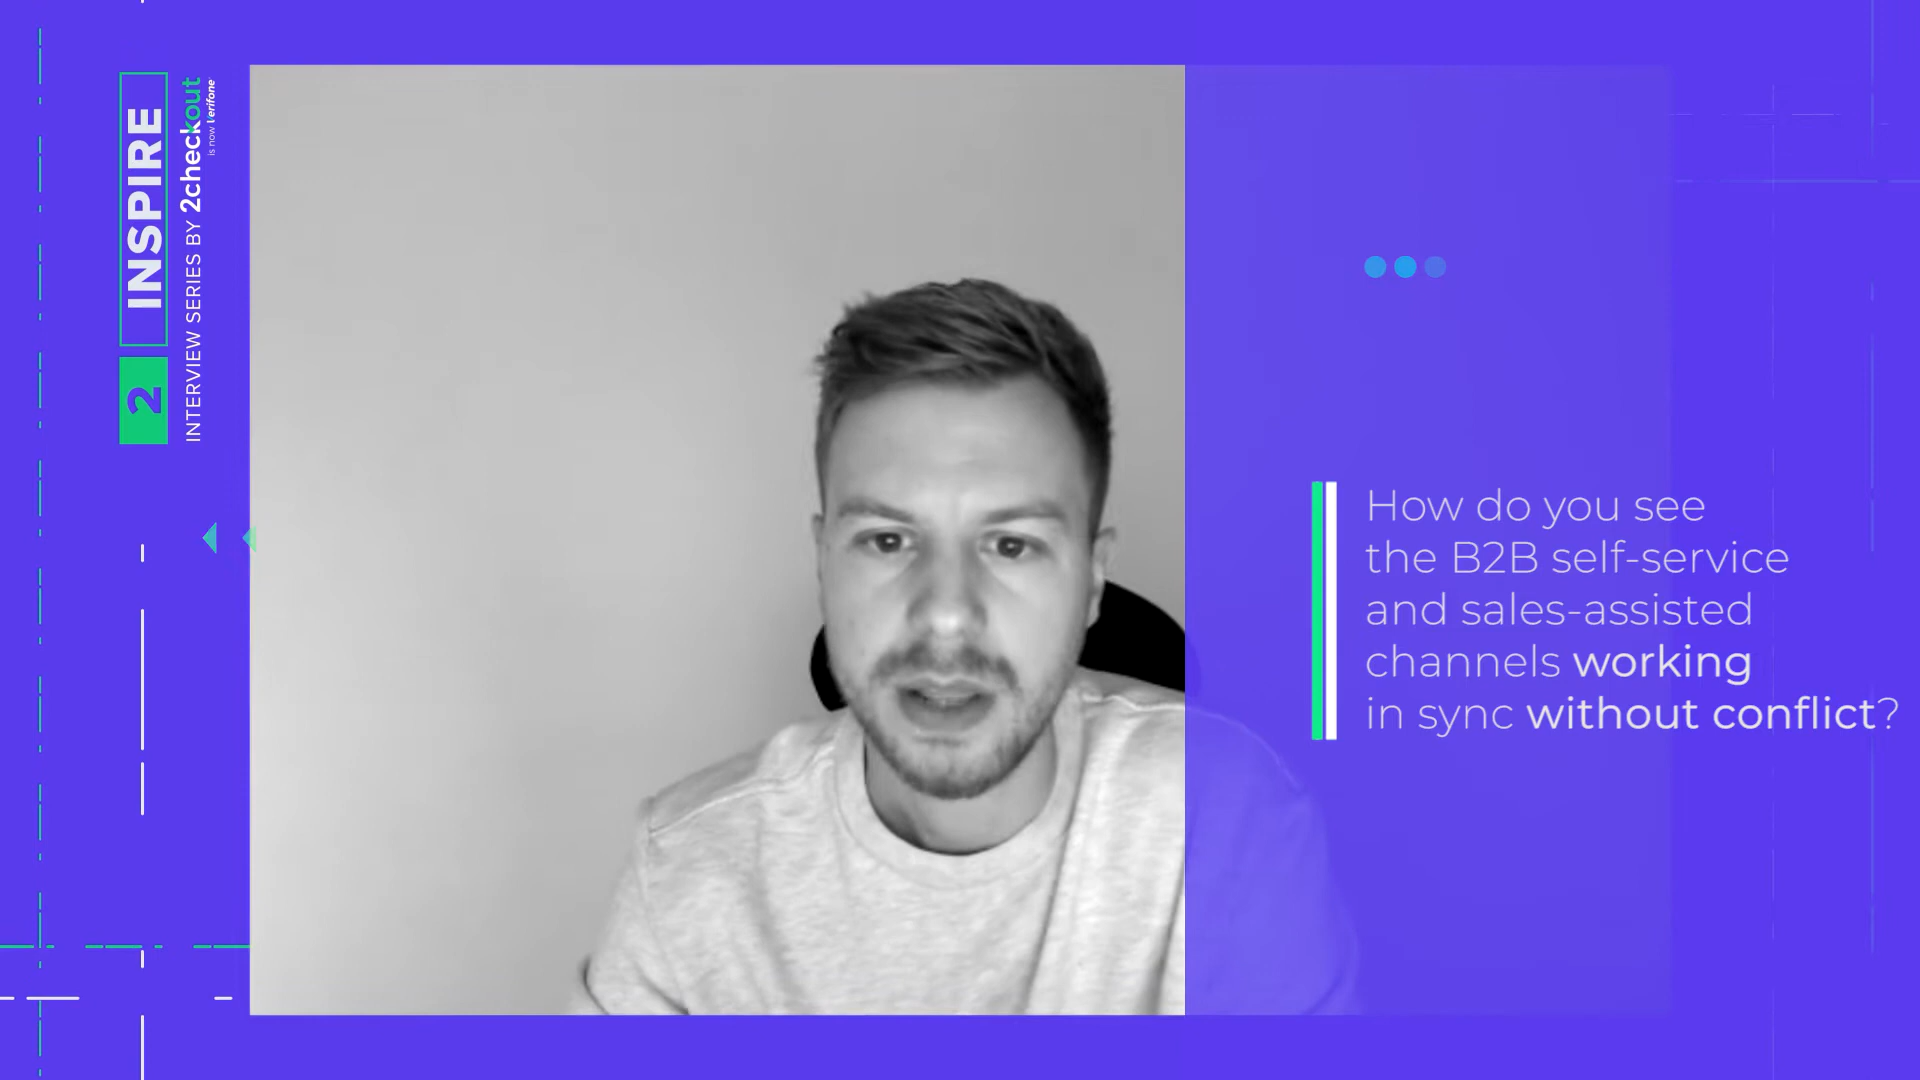 2 INSPIRE
INTERVIEW SERIES BY 2checkout
is now Verifone
How do you see
the B2B self-service
and sales-assisted
channels working
in sync without conflict?